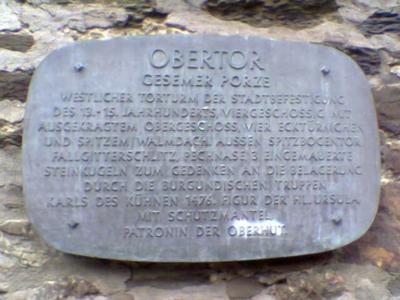 OBERTOR
GESEMER PORZE
WESTLICHER TORTURM DER STADTBEFESTIGUNG
DES 13.-15. JAHRHUNDERTS, VIERGESCHOSSIG MIT
AUSGEKRAGTEM OBERGESCHOSS, VIER ECKTÜRMCHEN
UND SPITZEM WALMDACH. AUSSEN SPITZBOGENTOR
FALLGITTERSCHLITZ, PECHNASE, 3 EINGEMAUERTE
STEINKUGELN ZUM GEDENKEN AN DIE BELAGERUNG
DURCH DIE BURGUNDISCHEN TRUPPEN
KARLS DES KÜHNEN 1476. FIGUR DER HL. URSULA
MIT SCHUTZMANTEL
PATRONIN DER OBERHUT